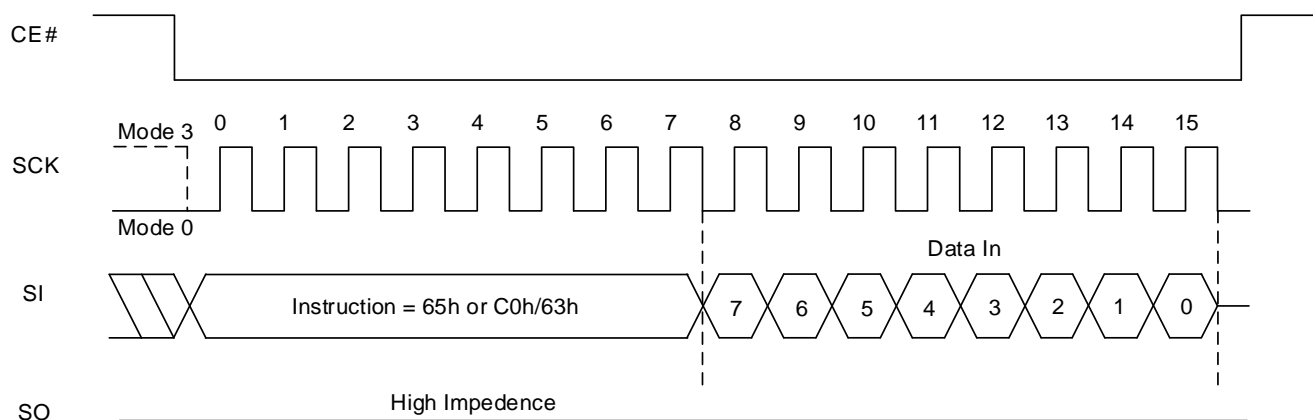 CE#
Mode 3 0 1 2 3 4 5 6 7 8 9 10 11 12 13 14 15
SCK
Mode 0
Data In
SI
Instruction = 65h or C0h/63h 7 6 5 4 3 2 1 0
High Impedence
SO